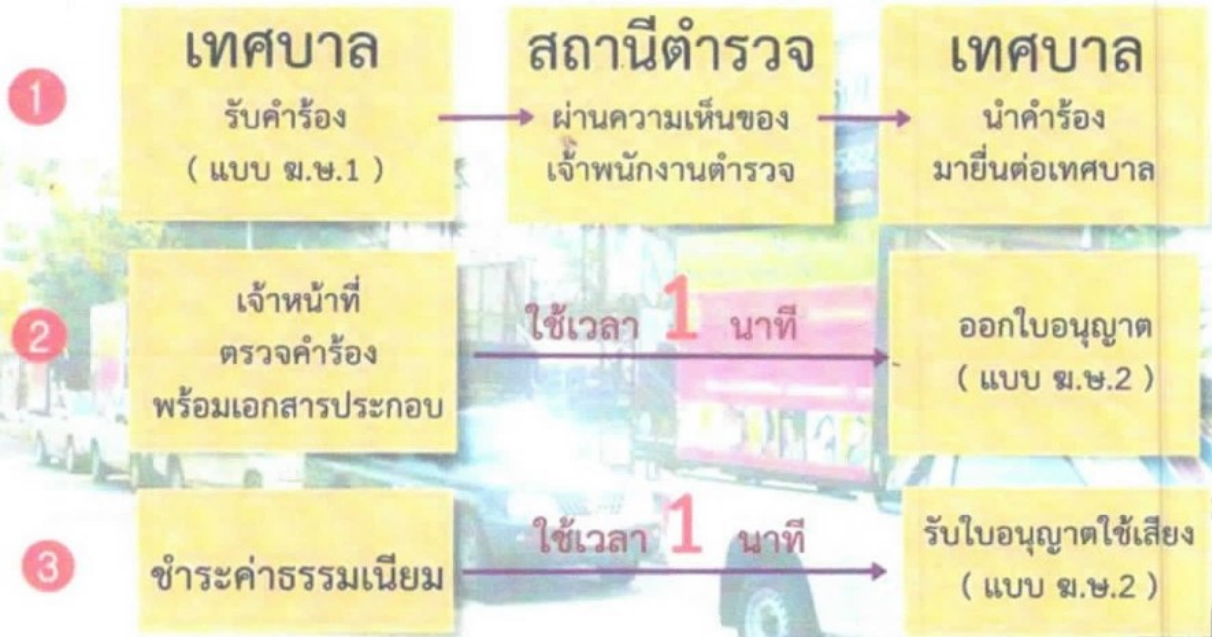 1
เทศบาล
รับคำร้อง
( แบบ ฆ.ษ.1 )
สถานีตำรวจ
ผ่านความเห็นของ
เจ้าพนักงานตำรวจ
เทศบาล
นำคำร้อง
มายื่นต่อเทศบาล
2
เจ้าหน้าที่
ตรวจคำร้อง
พร้อมเอกสารประกอบ
ใช้เวลา 1 นาที
ออกใบอนุญาต
( แบบ ฆ.ษ.2 )
3
ชำระค่าธรรมเนียม
ใช้เวลา 1 นาที
รับใบอนุญาตใช้เสียง
( แบบ ฆ.ษ.2 )